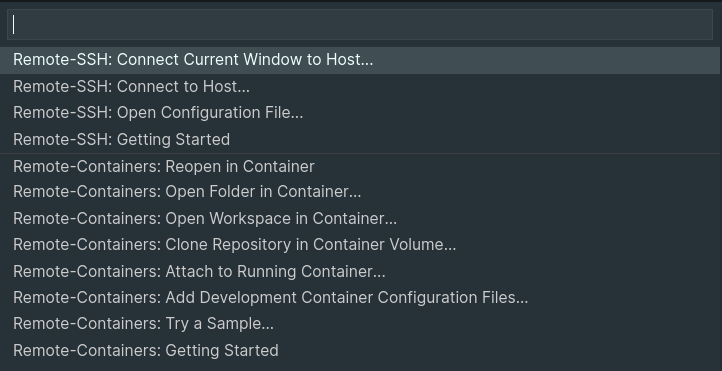 Remote-SSH: Connect Current Window to Host...
Remote-SSH: Connect to Host...
Remote-SSH: Open Configuration File...
Remote-SSH: Getting Started
Remote-Containers: Reopen in Container
Remote-Containers: Open Folder in Container...
Remote-Containers: Open Workspace in Container...
Remote-Containers: Clone Repository in Container Volume...
Remote-Containers: Attach to Running Container...
Remote-Containers: Add Development Container Configuration Files...
Remote-Containers: Try a Sample...
Remote-Containers: Getting Started